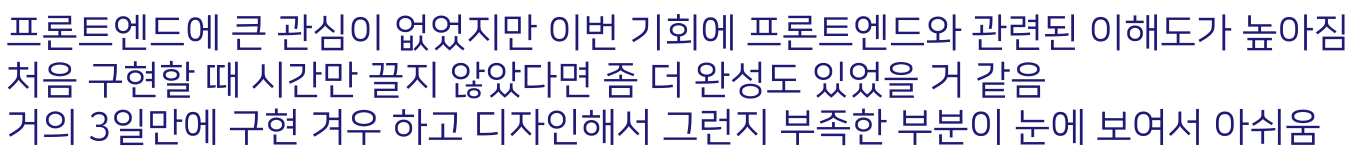 프론트엔드에 큰 관심이 없었지만 이번 기회에 프론트엔드와 관련된 이해도가 높아짐
처음 구현할 때 시간만 끌지 않았다면 좀 더 완성도 있었을 거 같음
거의 3일만에 구현 겨우 하고 디자인해서 그런지 부족한 부분이 눈에 보여서 아쉬움